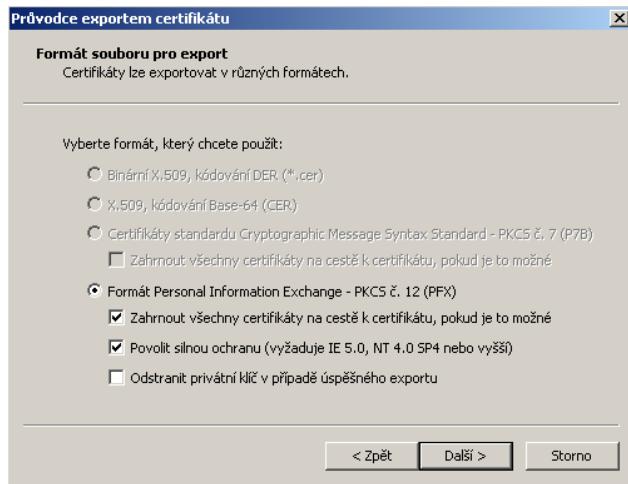 Průvodce exportem certifikátu
Formát souboru pro export
Certifikáty lze exportovat v různých formátech.
Vyberte formát, který chcete použít:
Binární X.509, kódování DER (*.cer)
X.509, kódování Base-64 (CER)
Certifikáty standardu Cryptographic Message Syntax Standard - PKCS č. 7 (P7B)
Zahrnout všechny certifikáty na cestě k certifikátu, pokud je to možné
Formát Personal Information Exchange - PKCS č. 12 (PFX)
Zahrnout všechny certifikáty na cestě k certifikátu, pokud je to možné
Povolit silnou ochranu (vyžaduje IE 5.0, NT 4.0 SP4 nebo vyšší)
Odstranit privátní klíč v případě úspěšného exportu
< Zpět Další > Storno